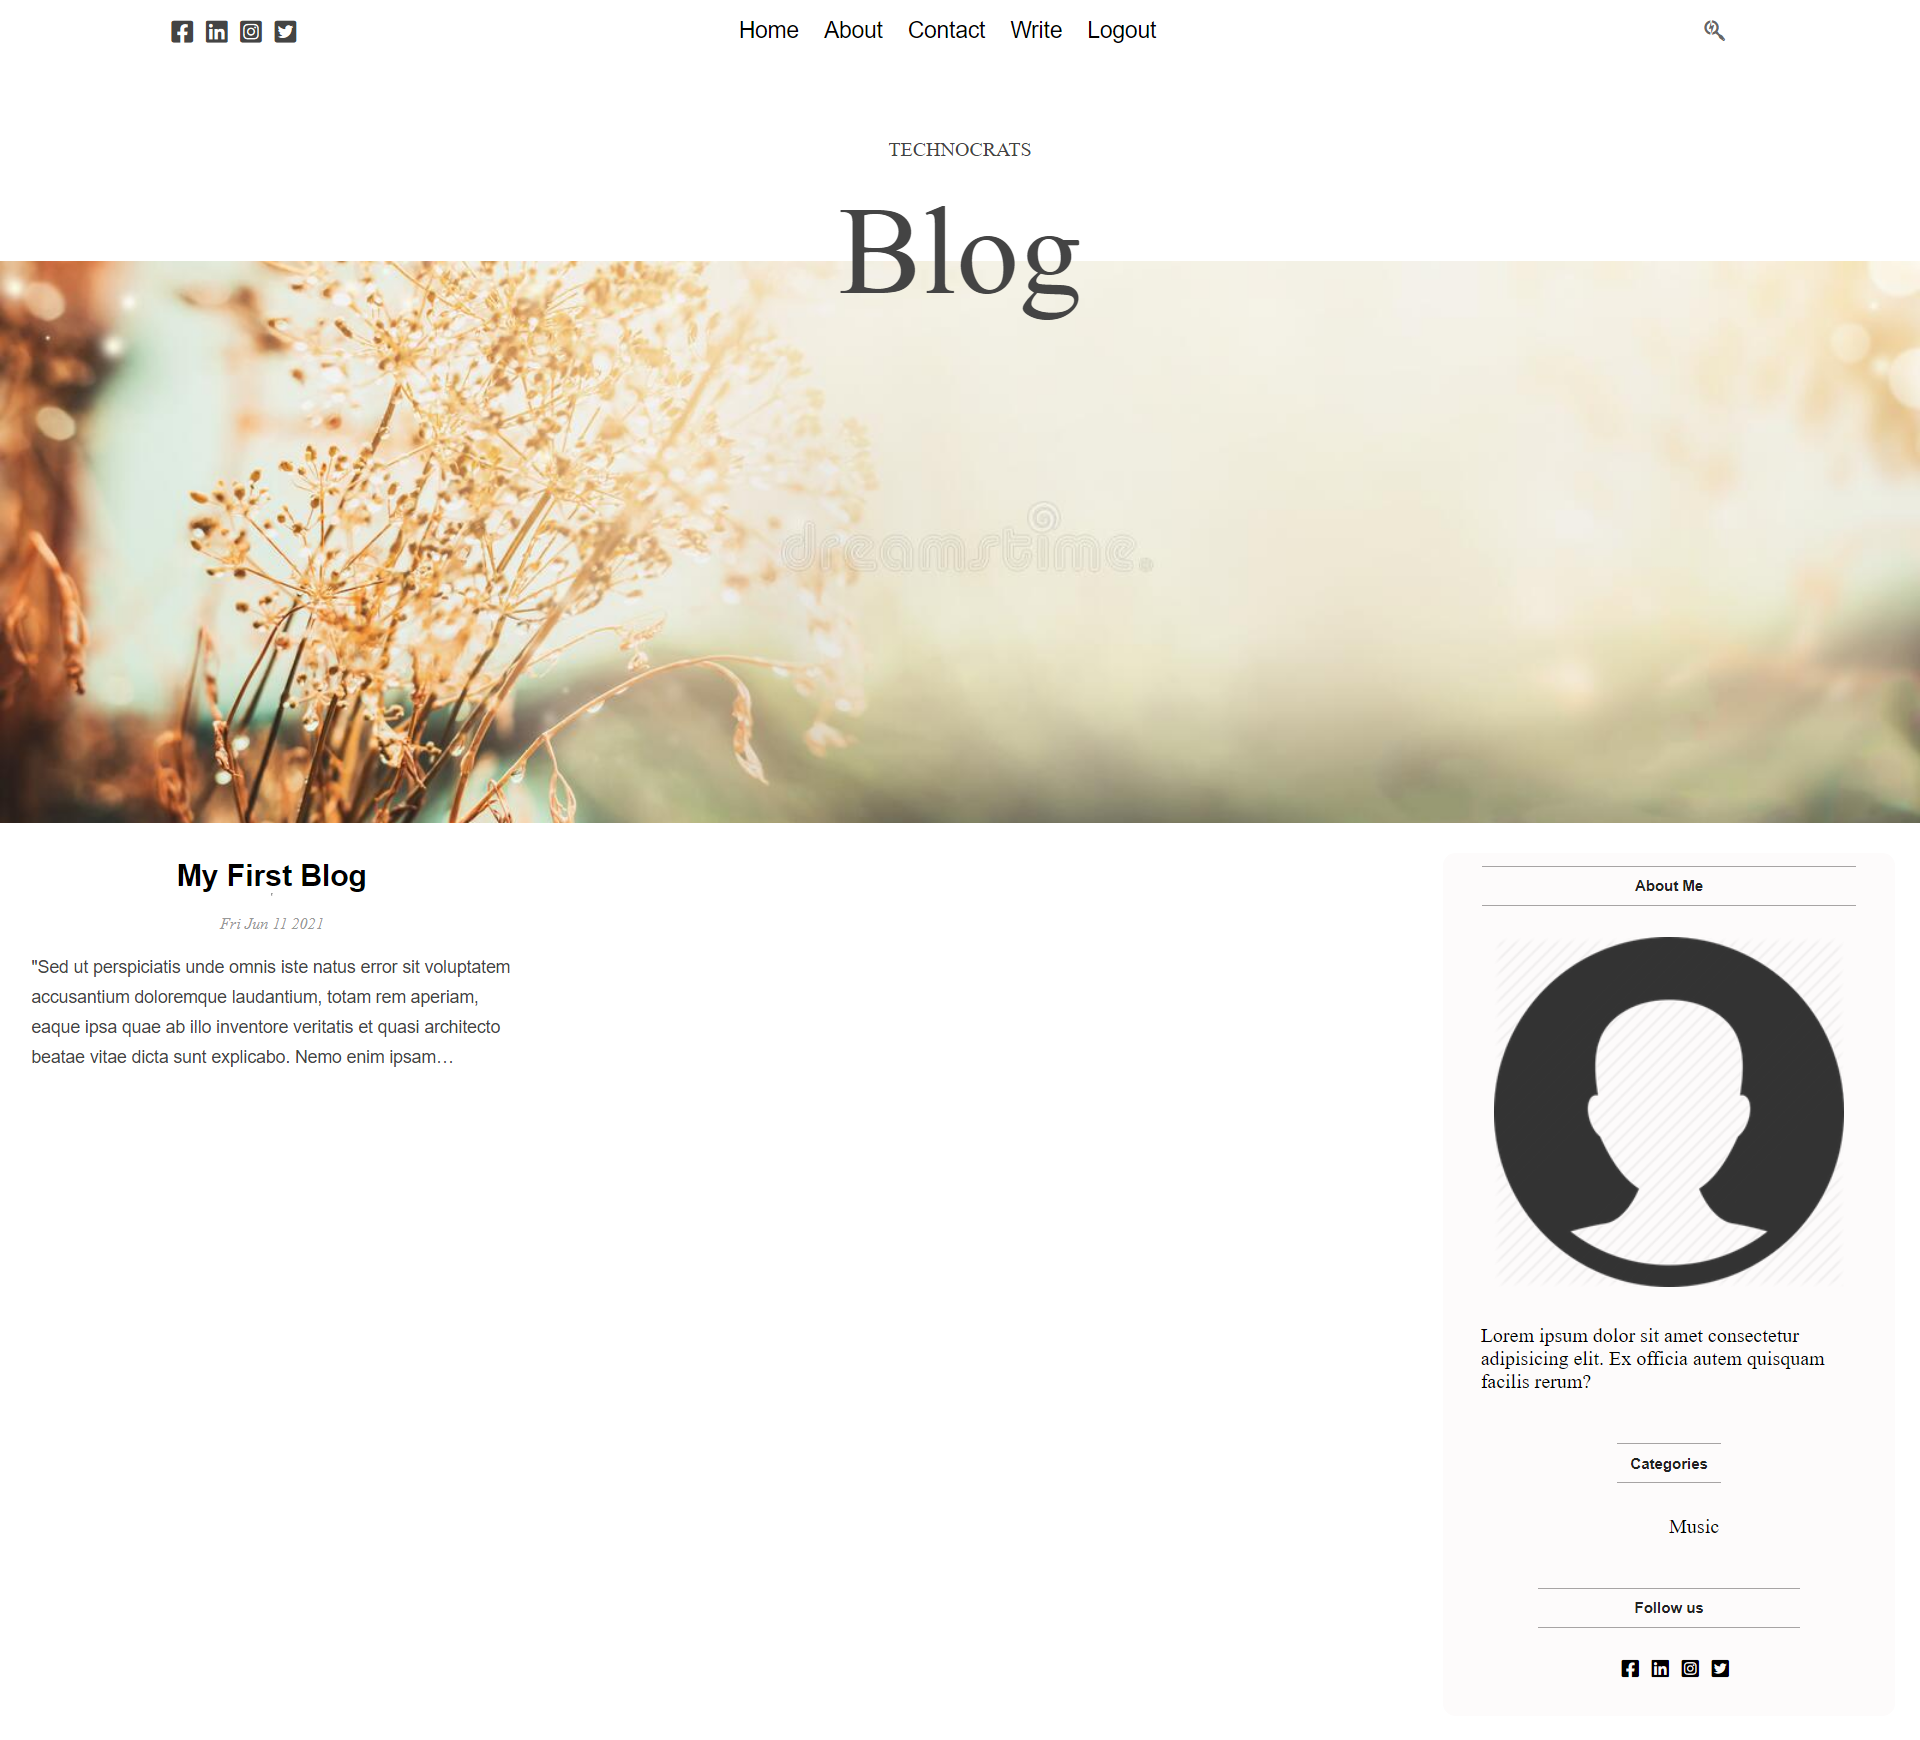 Home About Contact Write Logout
TECHNOCRATS
Blog
dreamstime.
My First Blog
Fri Jun 11 2021
"Sed ut perspiciatis unde omnis iste natus error sit voluptatem
accusantium doloremque laudantium, totam rem aperiam,
eaque ipsa quae ab illo inventore veritatis et quasi architecto
beatae vitae dicta sunt explicabo. Nemo enim ipsam…
About Me
Lorem ipsum dolor sit amet consectetur
adipisicing elit. Ex officia autem quisquam
facilis rerum?
Categories
Music
Follow us